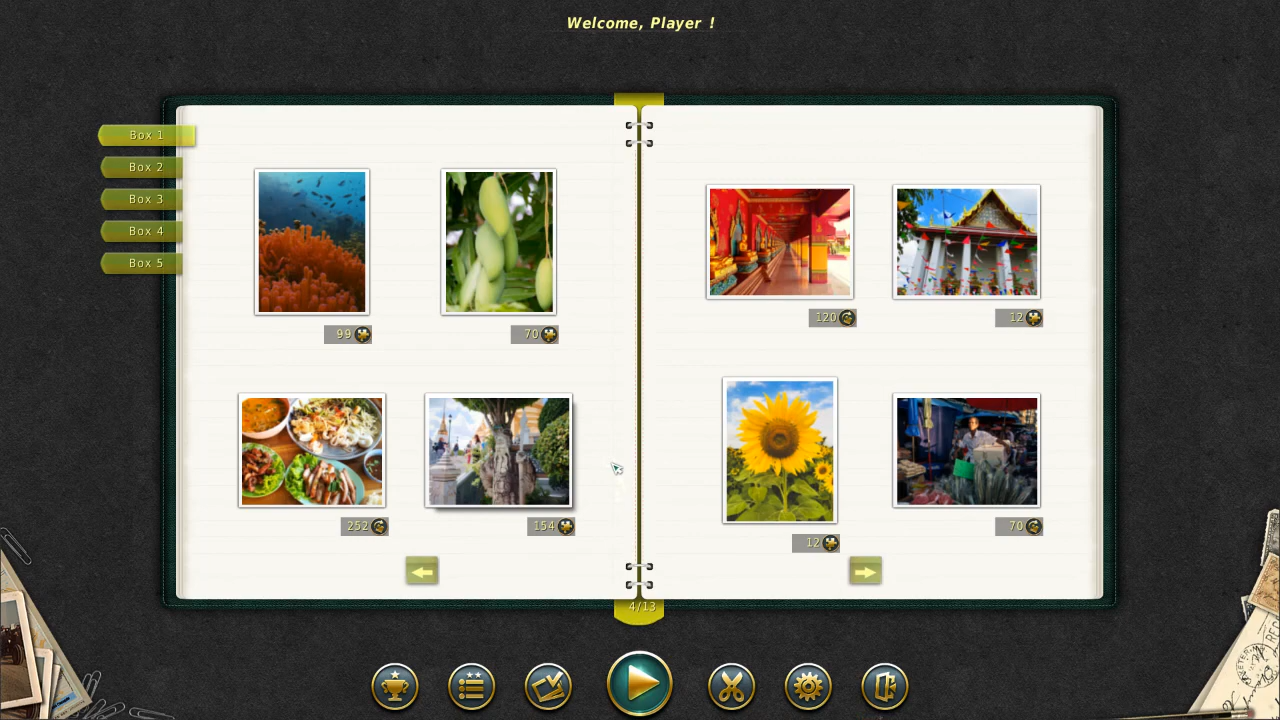 Welcome, Player !
Box 1
Box 2
Box 3
Box 4
Box 5
99
70
120
12
252
154
12
70
4/13